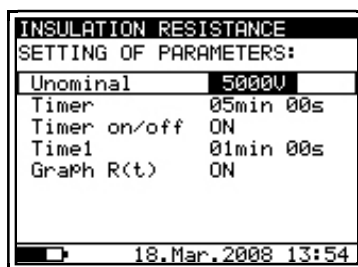 INSULATION RESISTANCE
SETTING OF PARAMETERS:
Unominal 5000V
Timer 05min 00s
Timer on/off ON
Time1 01min 00s
Graph R(t) ON
18.Mar.2008 13:54